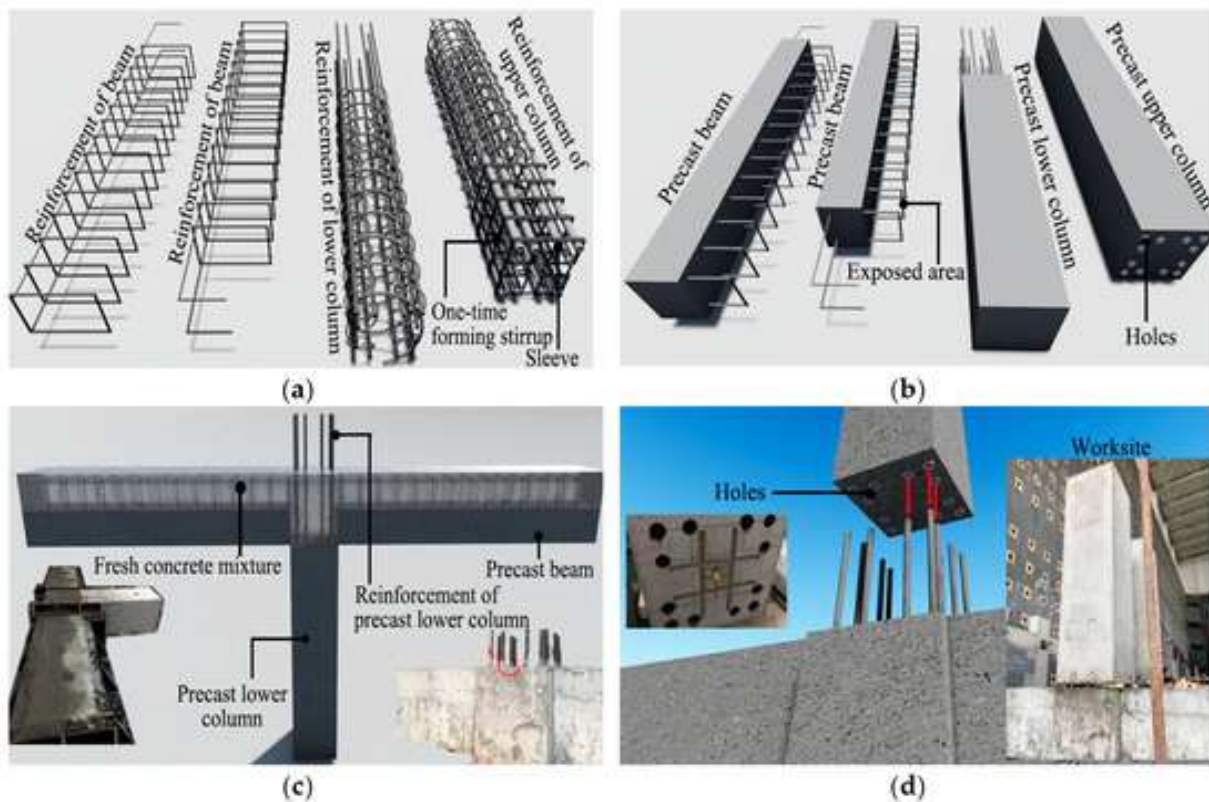 Reinforcement of beam
Reinforcement of beam
Reinforcement of lower column
Reinforcement of
upper column
One-time
forming stirrup
Sleeve
(a)
Precast beam
Precast beam
Precast lower column
Precast upper column
Exposed area
Holes
(b)
Fresh concrete mixture
Precast beam
Reinforcement of
precast lower column
Precast lower
column
(c)
Holes
Worksite
(d)